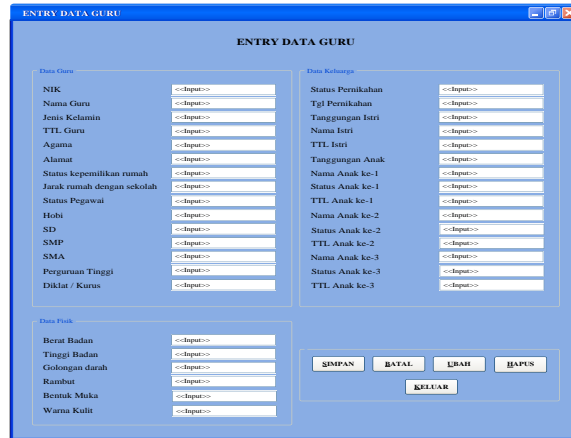 ENTRY DATA GURU
ENTRY DATA GURU
Data Guru
NIK <<Input>>
Nama Guru <<Input>>
Jenis Kelamin <<Input>>
TTL Guru <<Input>>
Agama <<Input>>
Alamat <<Input>>
Status kepemilikan rumah <<Input>>
Jarak rumah dengan sekolah <<Input>>
Status Pegawai <<Input>>
Hobi <<Input>>
SD <<Input>>
SMP <<Input>>
SMA <<Input>>
Perguruan Tinggi <<Input>>
Diklat / Kurus <<Input>>
Data Keluarga
Status Pernikahan <<Input>>
Tgl Pernikahan <<Input>>
Tanggungan Istri <<Input>>
Nama Istri <<Input>>
TTL Istri <<Input>>
Tanggungan Anak <<Input>>
Nama Anak ke-1 <<Input>>
Status Anak ke-1 <<Input>>
TTL Anak ke-1 <<Input>>
Nama Anak ke-2 <<Input>>
Status Anak ke-2 <<Input>>
TTL Anak ke-2 <<Input>>
Nama Anak ke-3 <<Input>>
Status Anak ke-3 <<Input>>
TTL Anak ke-3 <<Input>>
Data Fisik
Berat Badan <<Input>>
Tinggi Badan <<Input>>
Golongan darah <<Input>>
Rambut <<Input>>
Bentuk Muka <<Input>>
Warna Kulit <<Input>>
SIMPAN BATAL UBAH HAPUS
KELUAR